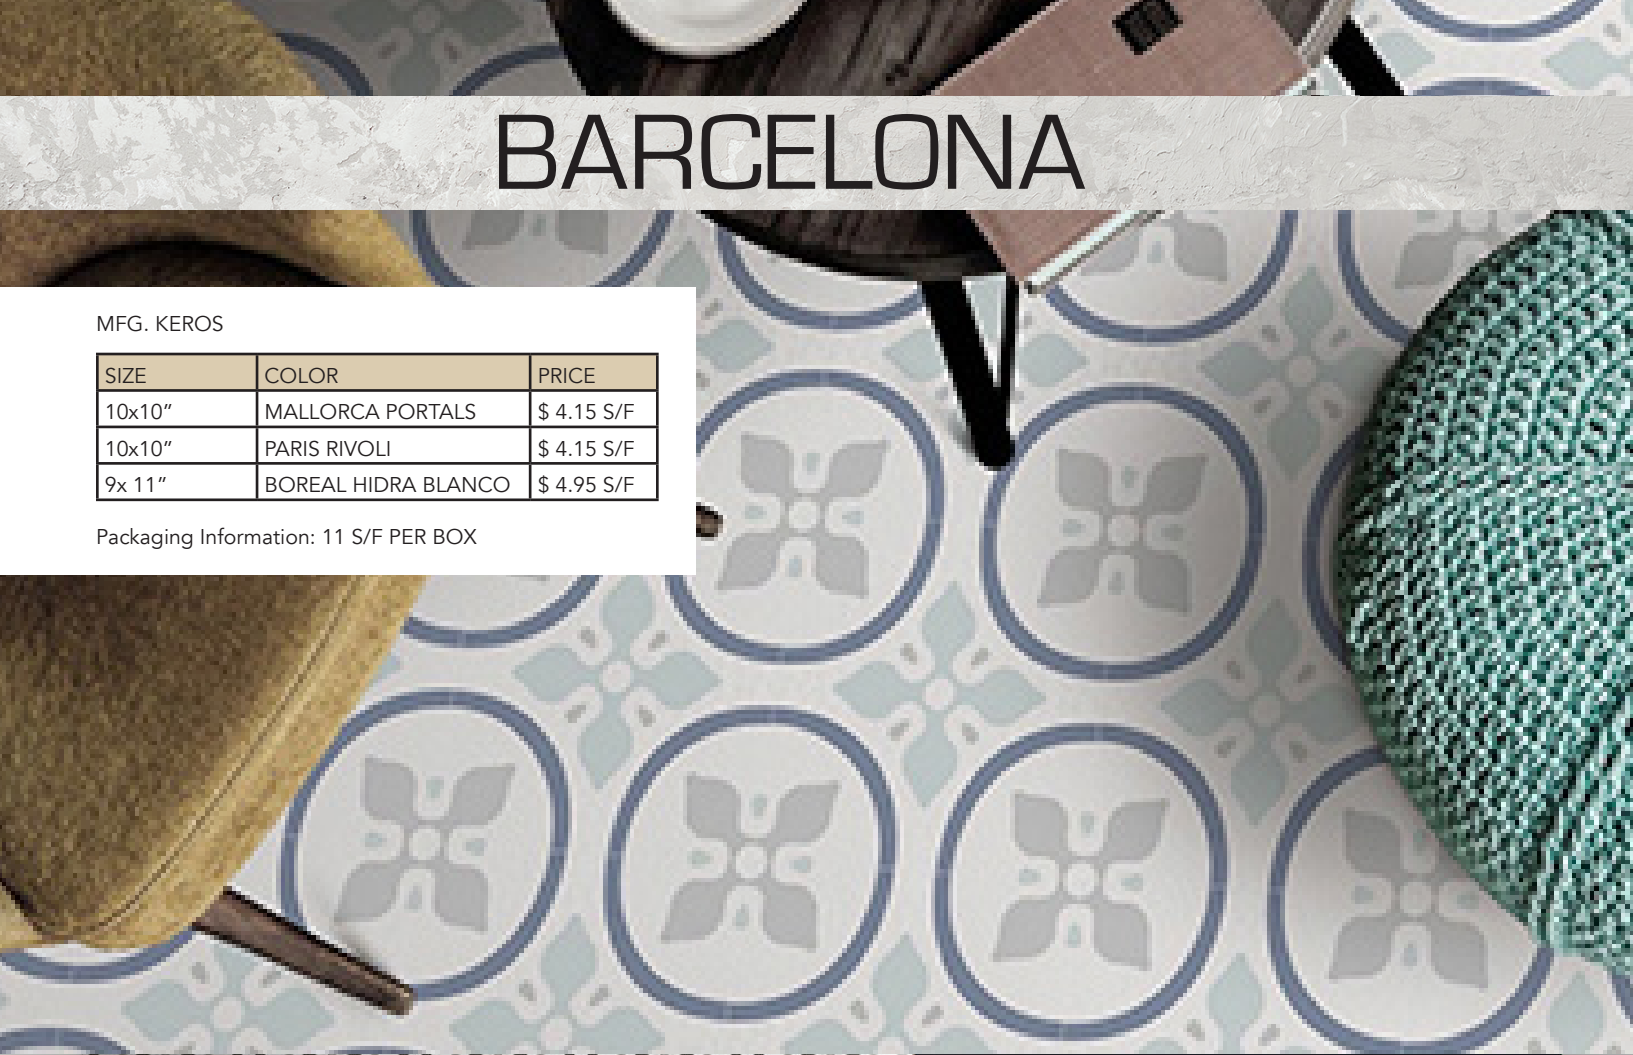 BARCELONA
MFG. KEROS
SIZE COLOR PRICE
10x10” MALLORCA PORTALS $ 4.15 S/F
10x10” PARIS RIVOLI $ 4.15 S/F
9x 11” BOREAL HIDRA BLANCO $ 4.95 S/F
Packaging Information: 11 S/F PER BOX